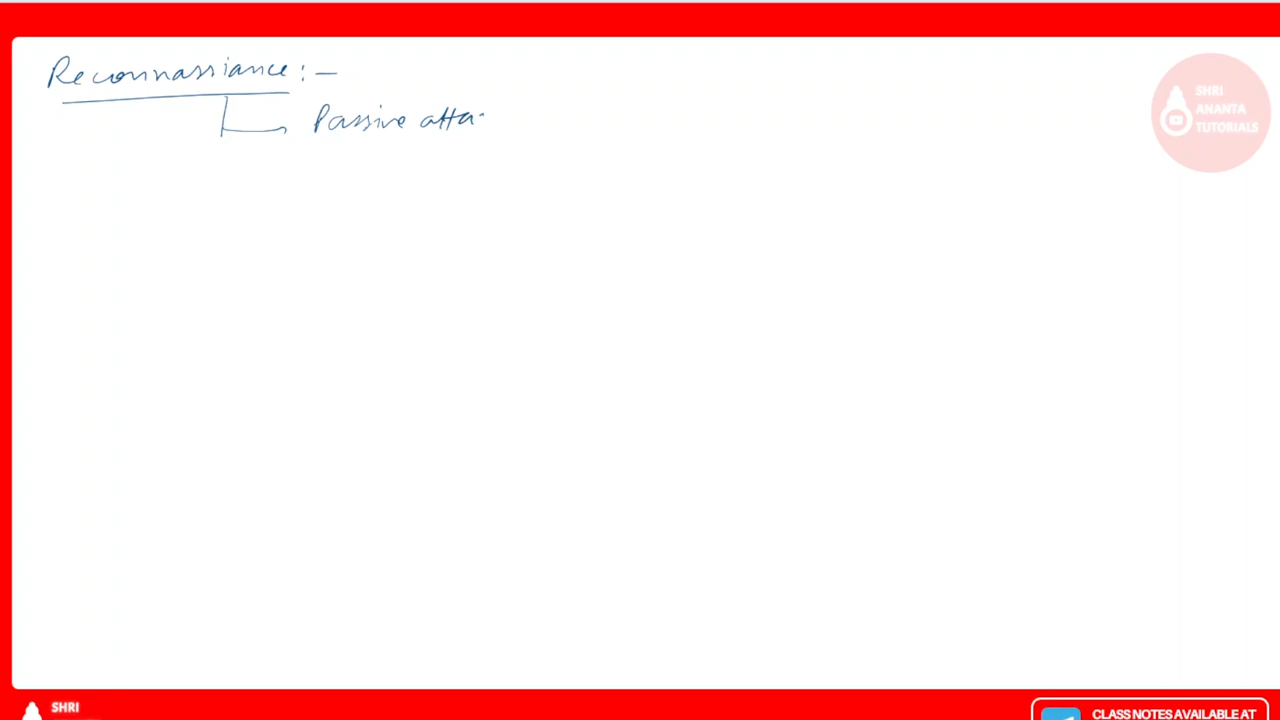 Reconnassiance : -
Passive atta
SHRI
ANANTA
TUTORIALS
SHRI
CLASS NOTES AVAILABLE AT